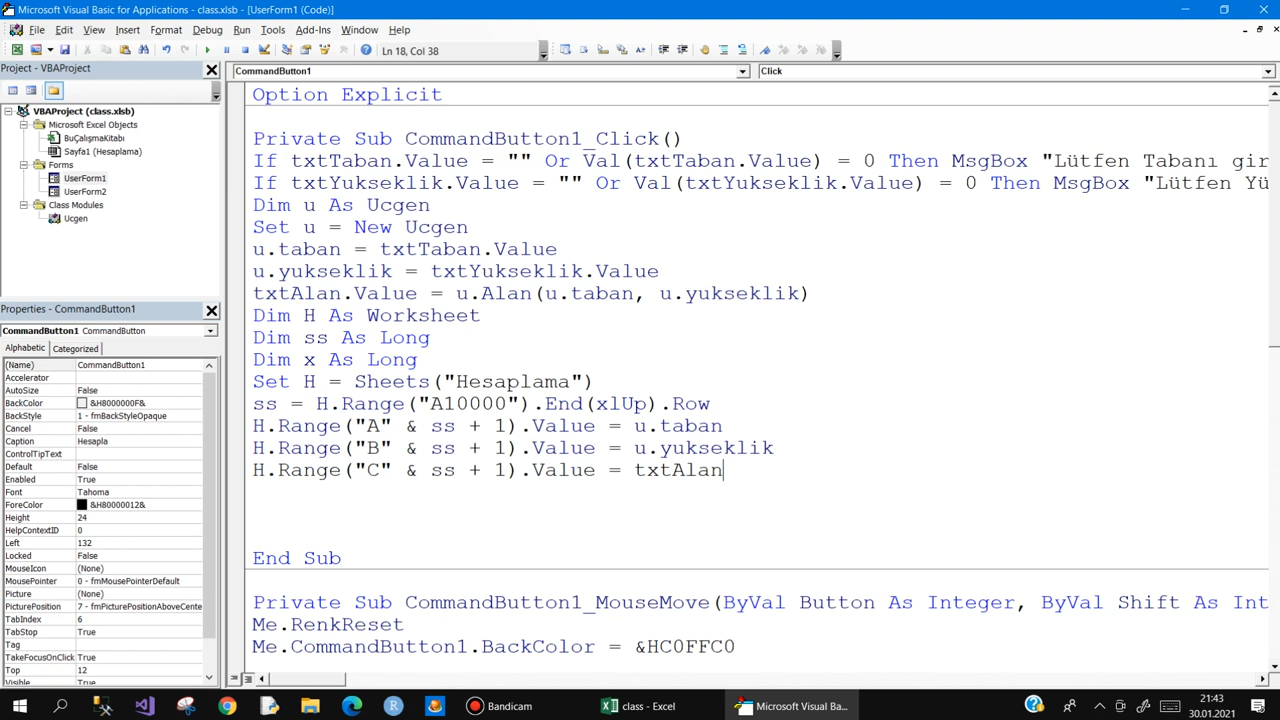 Microsoft Visual Basic for Applications - class.xlsb - [UserForm1 (Code)]
File Edit View Insert Format Debug Run Tools Add-Ins Window Help
Ln 18, Col 38
Project - VBAProject
VBAProject (class.xlsb)
Microsoft Excel Objects
BuÇalışmaKitabı
Sayfa1 (Hesaplama)
Forms
UserForm1
UserForm2
Class Modules
Ucgen
Properties - CommandButton1
CommandButton1 CommandButton
Alphabetic Categorized
(Name) CommandButton1
Accelerator
AutoSize False
BackColor &H8000000F&
BackStyle 1 - fmBackStyleOpaque
Cancel False
Caption Hesapla
ControlTipText
Default False
Enabled True
Font Tahoma
ForeColor &H80000012&
Height 24
HelpContextID 0
Left 132
Locked False
MouseIcon (None)
MousePointer 0 - fmMousePointerDefault
Picture (None)
PicturePosition 7 - fmPicturePositionAboveCente
TabIndex 6
TabStop True
Tag
TakeFocusOnClick True
Top 12
Visible True
CommandButton1 Click
Option Explicit
Private Sub CommandButton1_Click()
If txtTaban.Value = "" Or Val(txtTaban.Value) = 0 Then MsgBox "Lütfen Tabanı gir
If txtYukseklik.Value = "" Or Val(txtYukseklik.Value) = 0 Then MsgBox "Lütfen Yü
Dim u As Ucgen
Set u = New Ucgen
u.taban = txtTaban.Value
u.yukseklik = txtYukseklik.Value
txtAlan.Value = u.Alan(u.taban, u.yukseklik)
Dim H As Worksheet
Dim ss As Long
Dim x As Long
Set H = Sheets("Hesaplama")
ss = H.Range("A10000").End(xlUp).Row
H.Range("A" & ss + 1).Value = u.taban
H.Range("B" & ss + 1).Value = u.yukseklik
H.Range("C" & ss + 1).Value = txtAlan
End Sub
Private Sub CommandButton1_MouseMove(ByVal Button As Integer, ByVal Shift As Int
Me.RenkReset
Me.CommandButton1.BackColor = &HC0FFC0
Bandicam
class - Excel
Microsoft Visual Ba...
21:43
30.01.2021